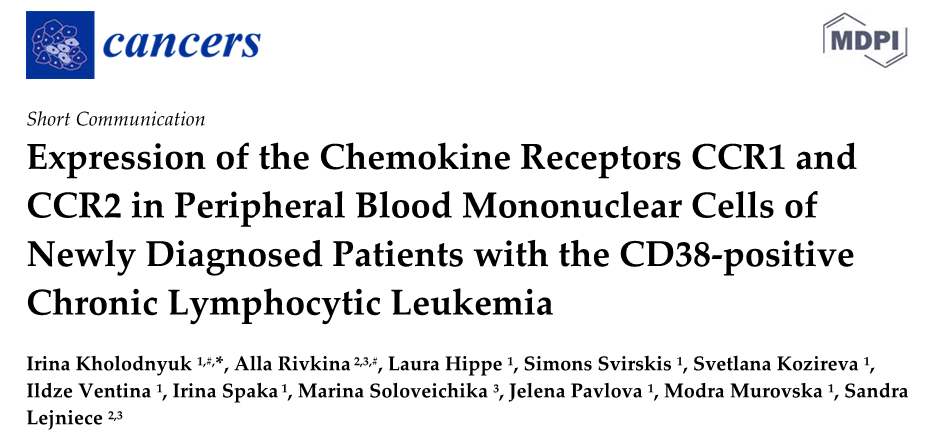 cancers
MDPI
Short Communication
Expression of the Chemokine Receptors CCR1 and
CCR2 in Peripheral Blood Mononuclear Cells of
Newly Diagnosed Patients with the CD38-positive
Chronic Lymphocytic Leukemia
Irina Kholodnyuk 1,#,*, Alla Rivkina 2,3,#, Laura Hippe 1, Simons Svirskis 1, Svetlana Kozireva 1,
Ildze Ventina 1, Irina Spaka 1, Marina Soloveichika 3, Jelena Pavlova 1, Modra Murovska 1, Sandra
Lejniece 2,3